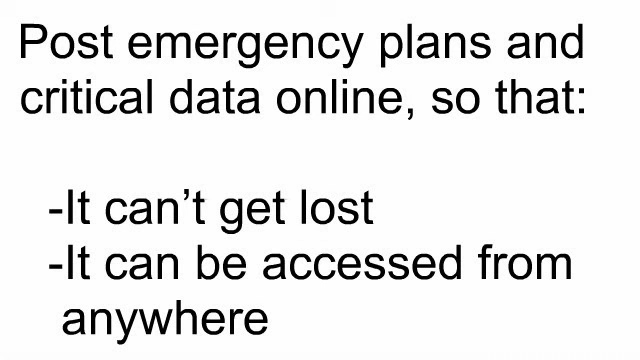 Post emergency plans and
critical data online, so that:
-It can’t get lost
-It can be accessed from
anywhere